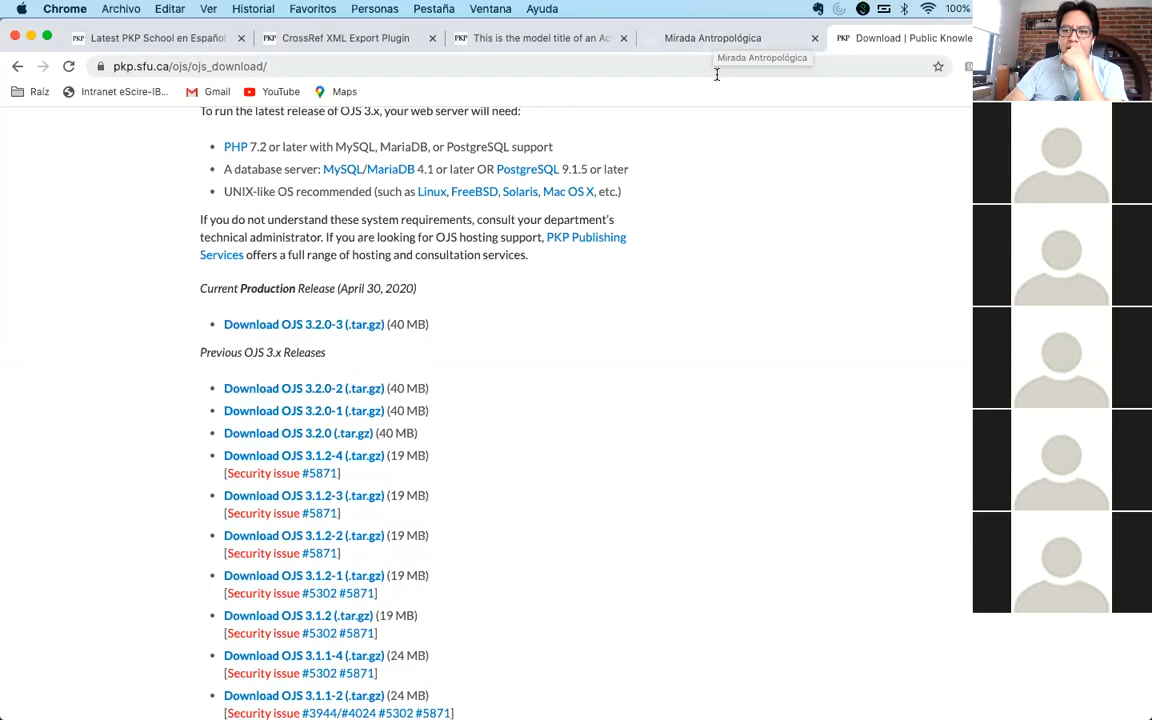 Chrome Archivo Editar Ver Historial Favoritos Personas Pestaña Ventana Ayuda 100%
PKP Latest PKP School en Español PKP CrossRef XML Export Plugin PKP This is the model title of an Ac Mirada Antropológica PKP Download | Public Knowle
Mirada Antropológica
pkp.sfu.ca/ojs/ojs_download/
Raíz Intranet eScire-IB... Gmail YouTube Maps
To run the latest release of OJS 3.x, your web server will need:
• PHP 7.2 or later with MySQL, MariaDB, or PostgreSQL support
• A database server: MySQL/MariaDB 4.1 or later OR PostgreSQL 9.1.5 or later
• UNIX-like OS recommended (such as Linux, FreeBSD, Solaris, Mac OS X, etc.)
If you do not understand these system requirements, consult your department's
technical administrator. If you are looking for OJS hosting support, PKP Publishing
Services offers a full range of hosting and consultation services.
Current Production Release (April 30, 2020)
• Download OJS 3.2.0-3 (.tar.gz) (40 MB)
Previous OJS 3.x Releases
• Download OJS 3.2.0-2 (.tar.gz) (40 MB)
• Download OJS 3.2.0-1 (.tar.gz) (40 MB)
• Download OJS 3.2.0 (.tar.gz) (40 MB)
• Download OJS 3.1.2-4 (.tar.gz) (19 MB)
[Security issue #5871]
• Download OJS 3.1.2-3 (.tar.gz) (19 MB)
[Security issue #5871]
• Download OJS 3.1.2-2 (.tar.gz) (19 MB)
[Security issue #5871]
• Download OJS 3.1.2-1 (.tar.gz) (19 MB)
[Security issue #5302 #5871]
• Download OJS 3.1.2 (.tar.gz) (19 MB)
[Security issue #5302 #5871]
• Download OJS 3.1.1-4 (.tar.gz) (24 MB)
[Security issue #5302 #5871]
• Download OJS 3.1.1-2 (.tar.gz) (24 MB)
[Security issue #3944/#4024 #5302 #5871]